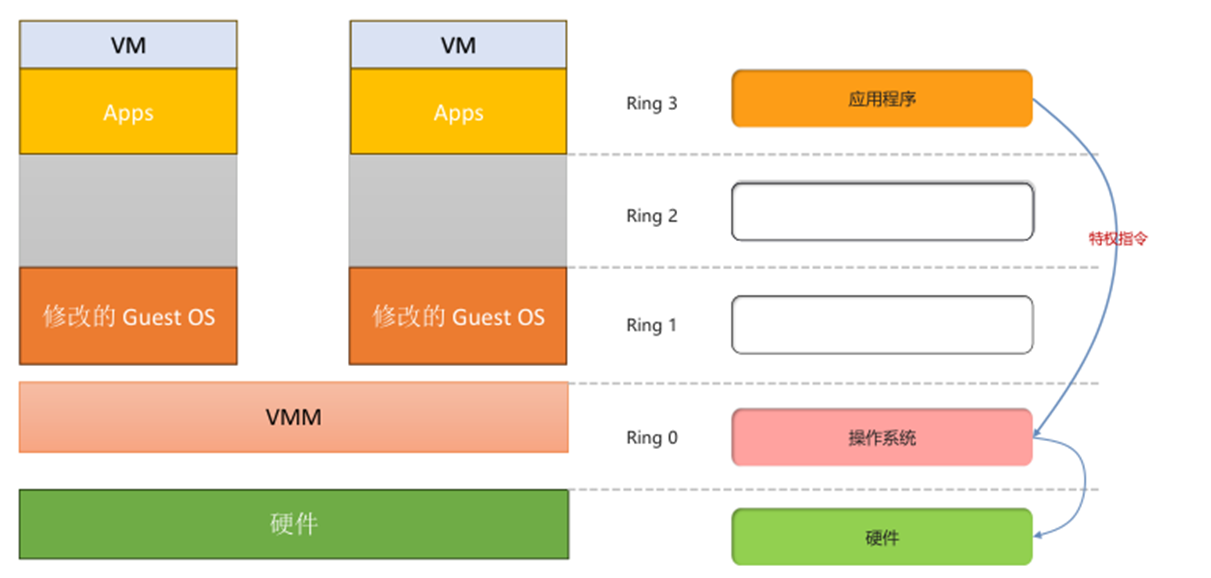 VM
Apps
修改的 Guest OS
VM
Apps
修改的 Guest OS
VMM
硬件
Ring 3
应用程序
Ring 2
特权指令
Ring 1
Ring 0
操作系统
硬件